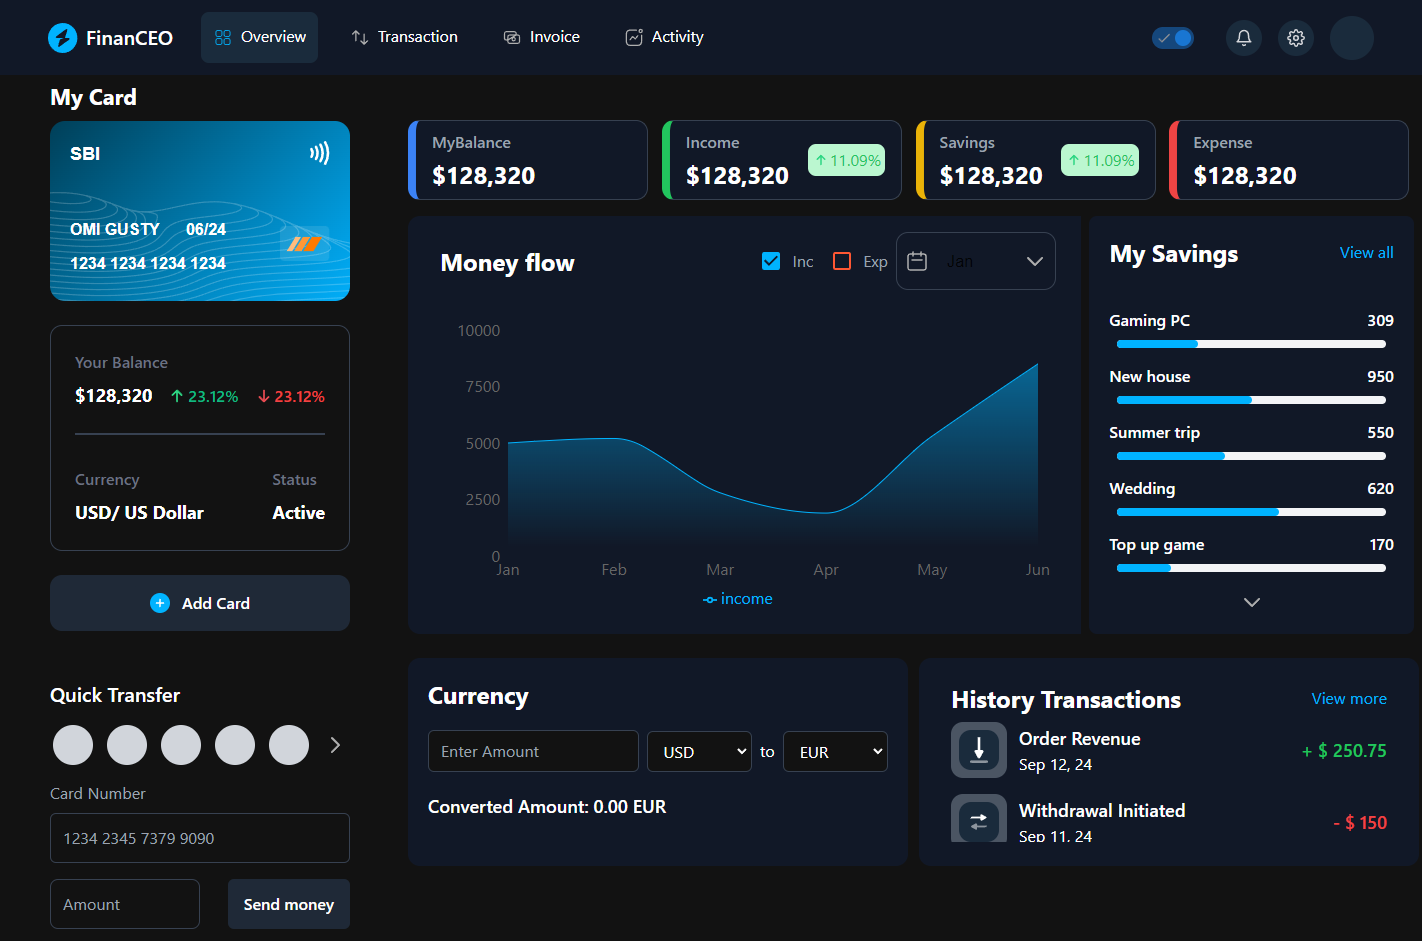 FinanCEO
Overview
Transaction
Invoice
Activity
My Card
SBI
OMI GUSTY 06/24
1234 1234 1234 1234
Your Balance
$128,320 23.12% 23.12%
Currency Status
USD/ US Dollar Active
Add Card
Quick Transfer
Card Number
1234 2345 7379 9090
Amount
Send money
MyBalance
$128,320
Income
$128,320
11.09%
Savings
$128,320
11.09%
Expense
$128,320
Money flow
Inc
Exp
Jan
10000
7500
5000
2500
0
Jan Feb Mar Apr May Jun
income
My Savings
View all
Gaming PC 309
New house 950
Summer trip 550
Wedding 620
Top up game 170
Currency
Enter Amount
USD
to
EUR
Converted Amount: 0.00 EUR
History Transactions
View more
Order Revenue
Sep 12, 24
+ $ 250.75
Withdrawal Initiated
Sep 11, 24
- $ 150